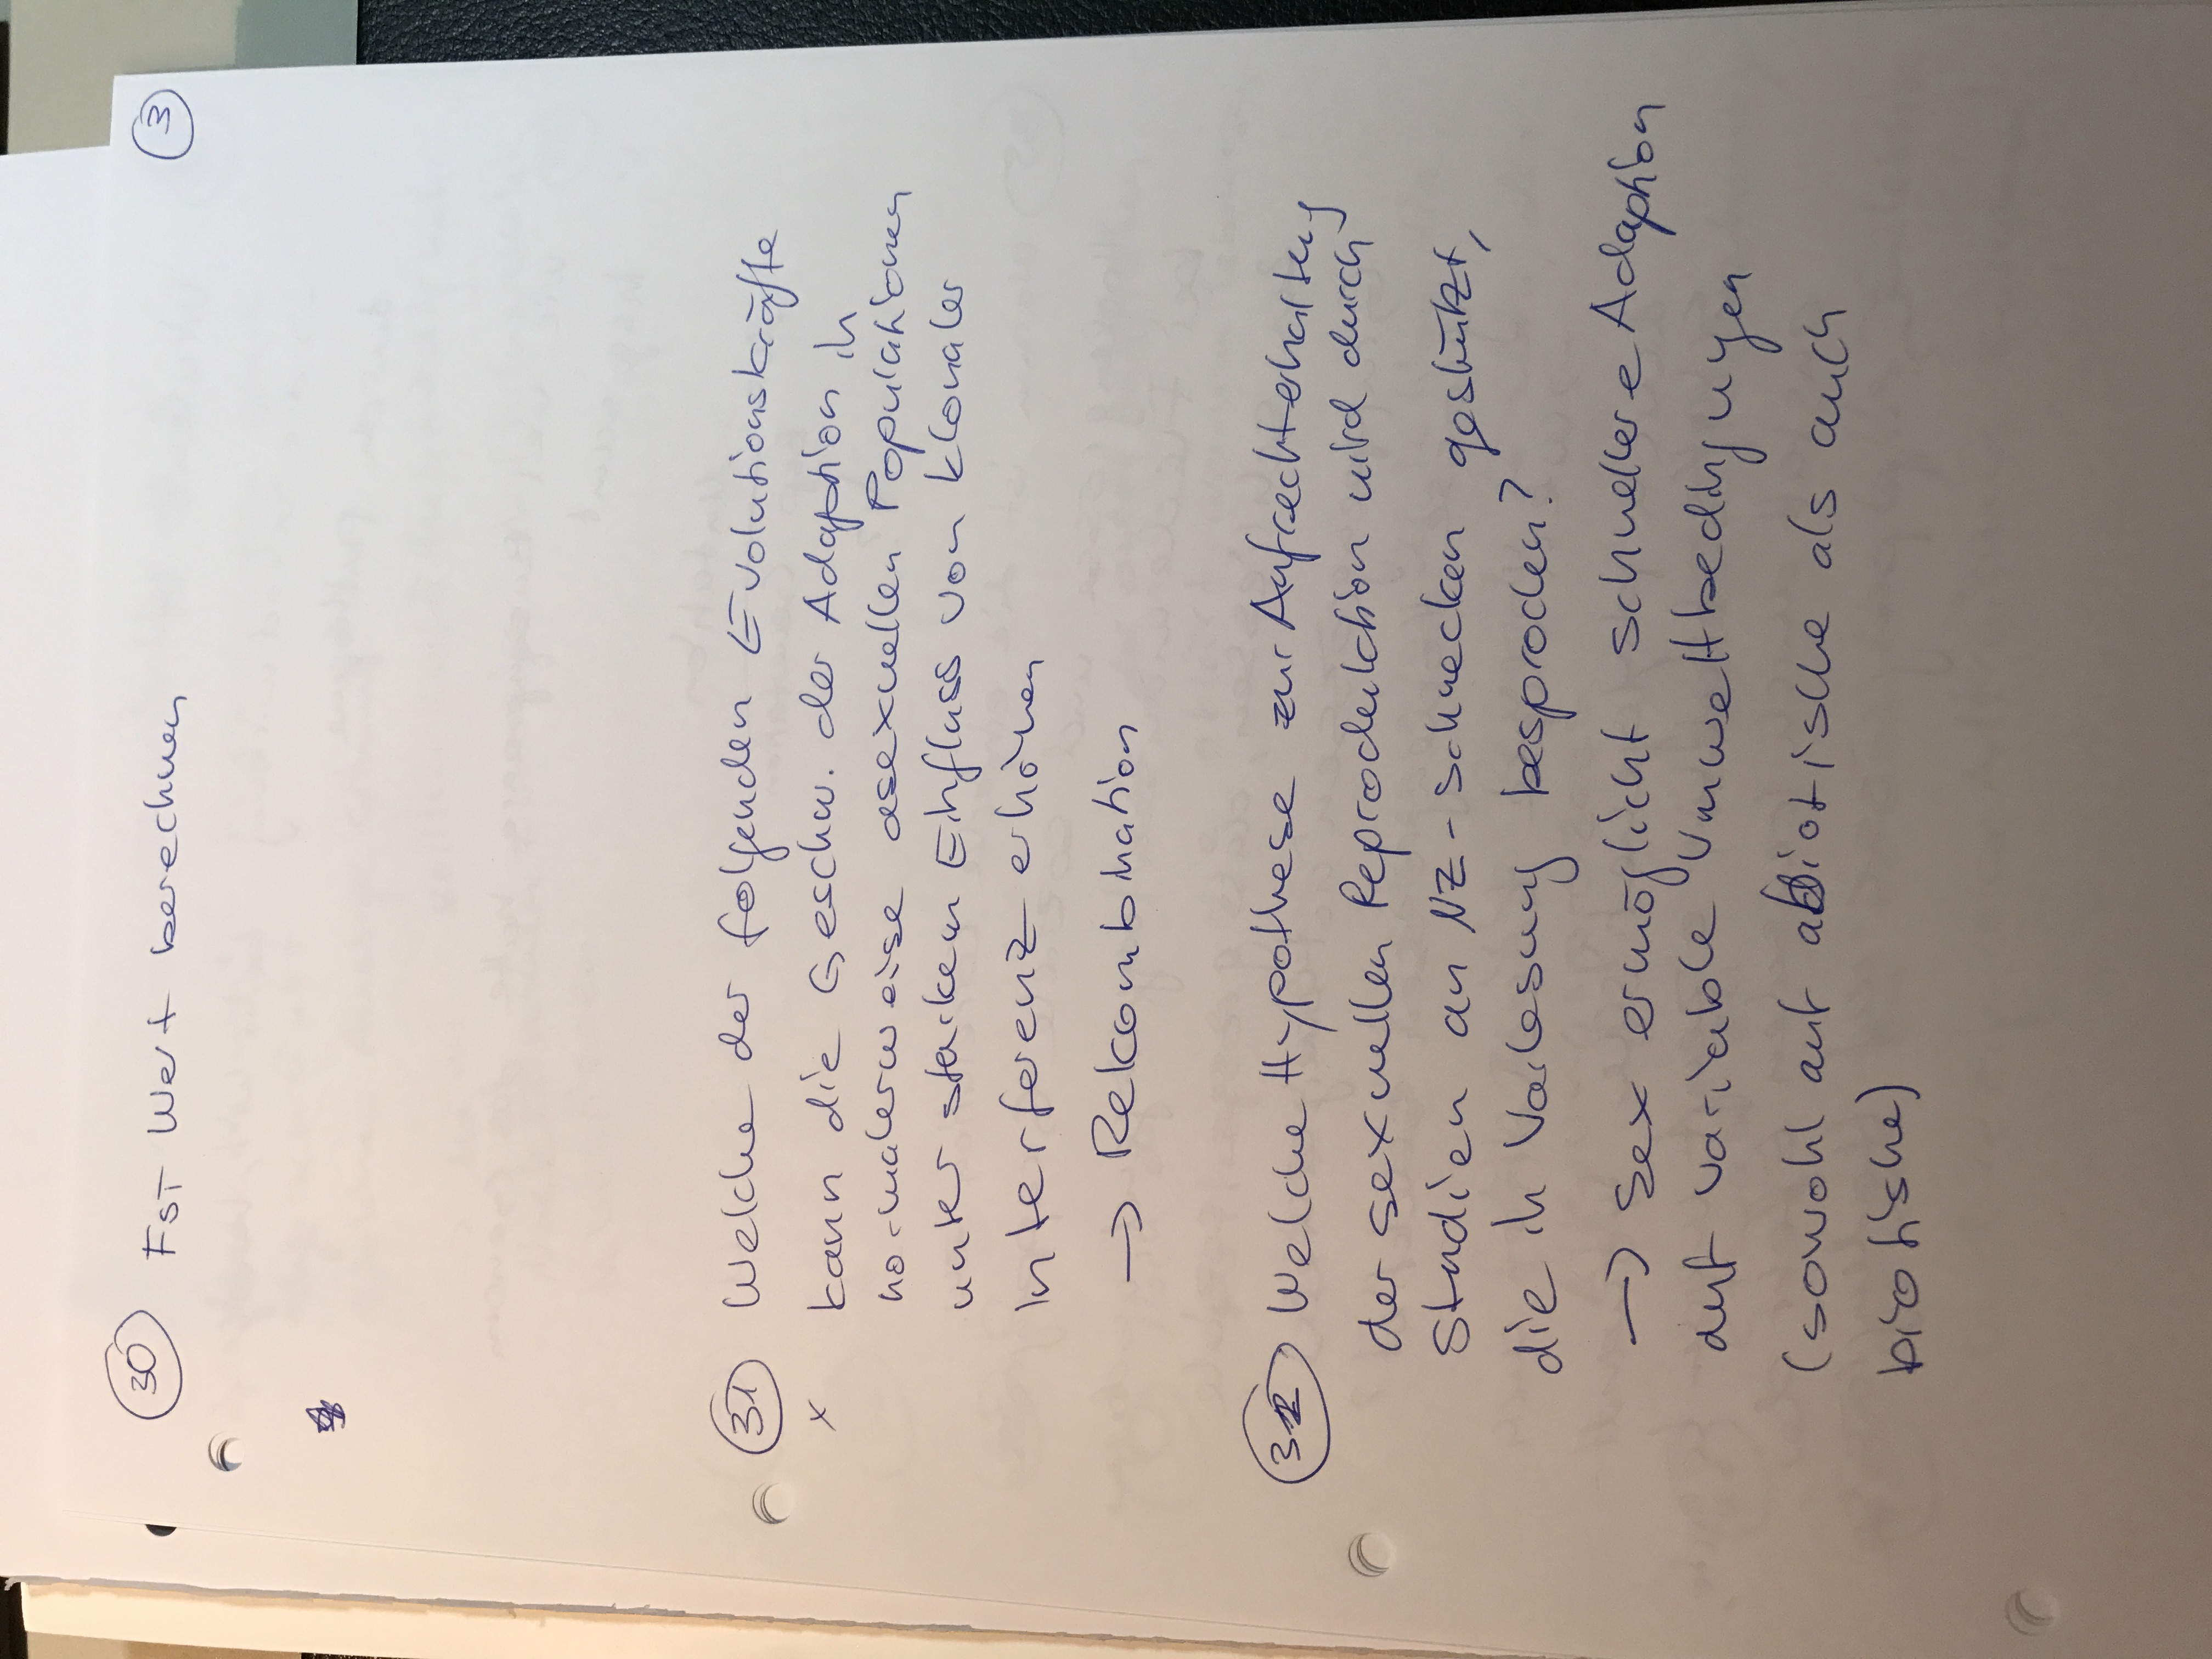 30 FST Wert berechnen 3
31 Welche der folgenden Evolutionskräfte
x kann die Geschw. der Adaption in
normalerweise asexuellen Populationen
unter starkem Einfluss von klonaler
Interferenz erhöhen
→ Rekombination
32 Welche Hypothese zur Aufrechterhaltung
der sexuellen Reproduktion wird durch
Studien an NZ-Schnecken gestützt,
die in Vorlesung besprochen?
→ Sex ermöglicht schnellere Adaption
auf variable Umweltbedingungen
(sowohl auf abiotische als auch
biotische)